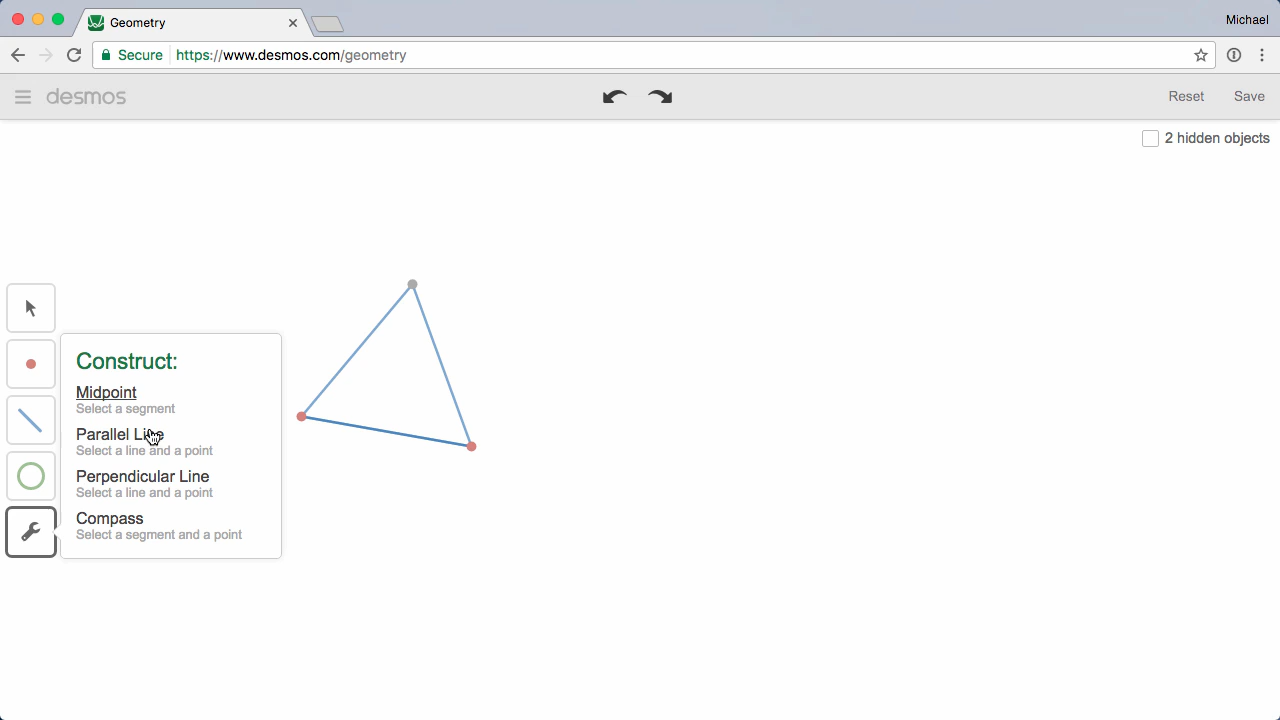 Geometry
Michael
Secure
https://www.desmos.com/geometry
desmos
Reset
Save
2 hidden objects
Construct:
Midpoint
Select a segment
Parallel Line
Select a line and a point
Perpendicular Line
Select a line and a point
Compass
Select a segment and a point